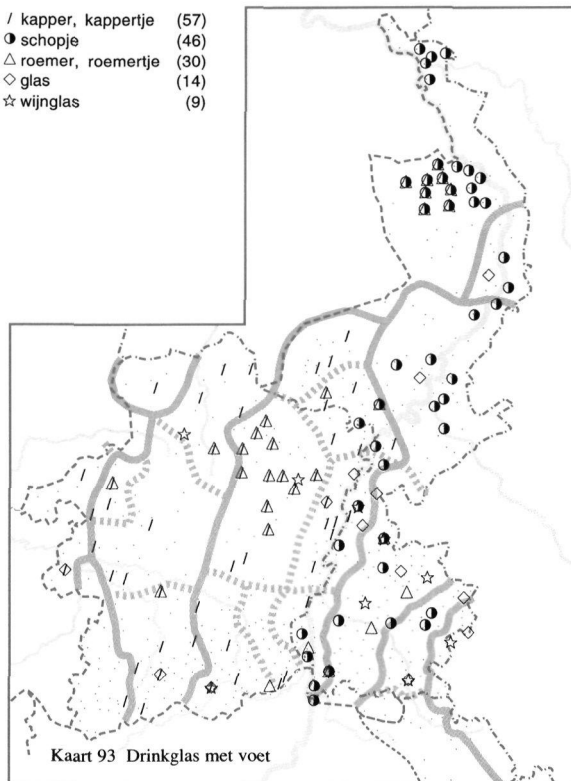 kapper, kappertje (57)
schopje (46)
roemer, roemertje (30)
glas (14)
wijnglas (9)
Kaart 93 Drinkglas met voet